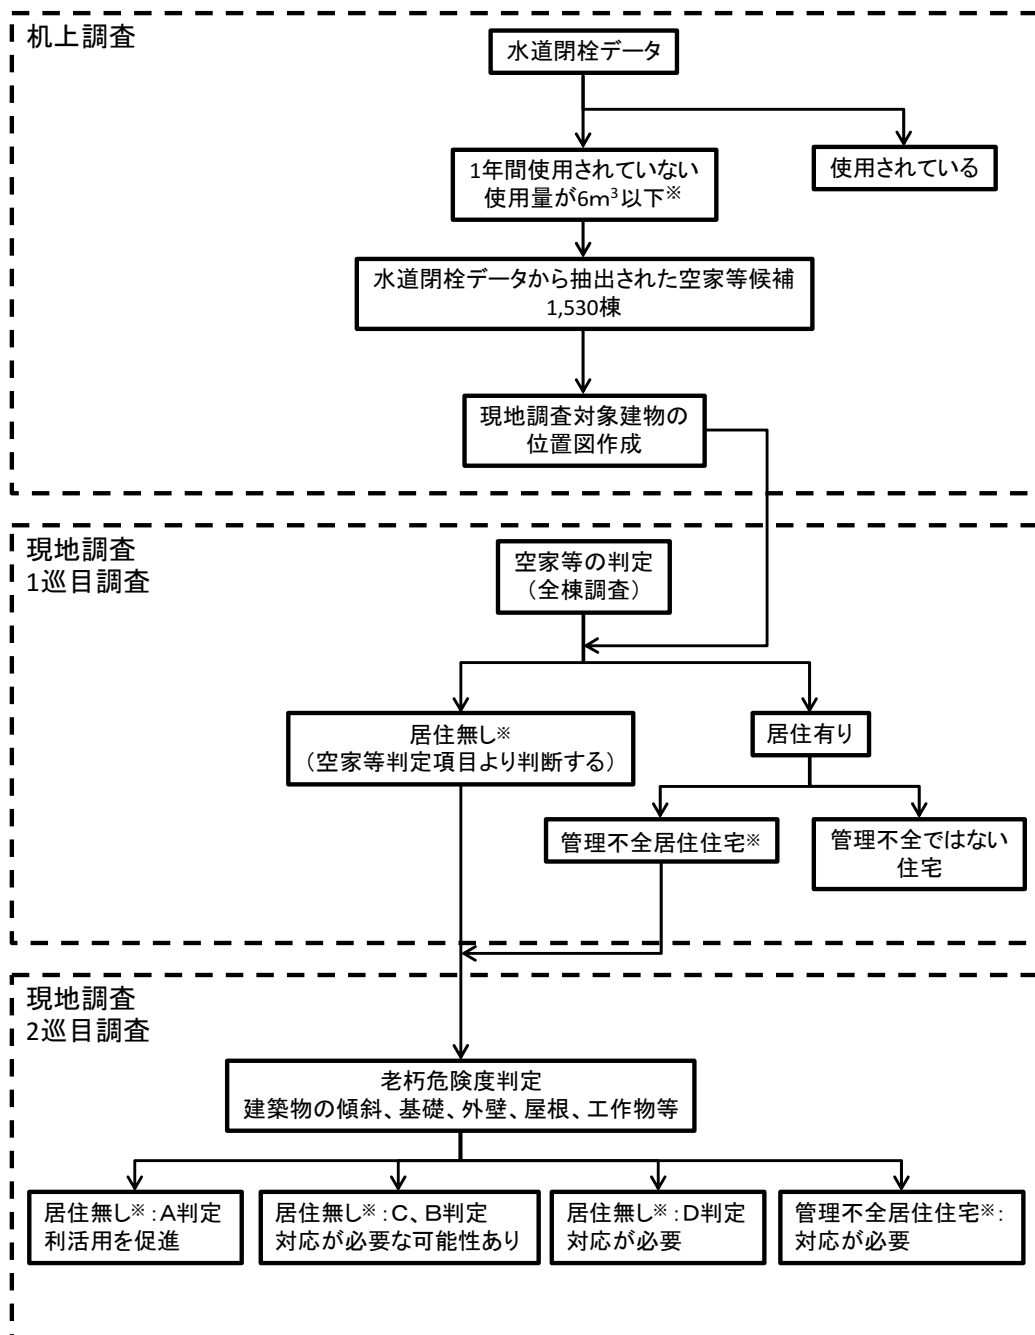 机上調査
水道閉栓データ
1年間使用されていない
使用量が6m³以下※
使用されている
水道閉栓データから抽出された空家等候補
1,530棟
現地調査対象建物の
位置図作成
現地調査
1巡目調査
空家等の判定
（全棟調査）
居住無し※
（空家等判定項目より判断する）
居住有り
管理不全居住住宅※
管理不全ではない
住宅
現地調査
2巡目調査
老朽危険度判定
建築物の傾斜、基礎、外壁、屋根、工作物等
居住無し※：A判定
利活用を促進
居住無し※：C、B判定
対応が必要な可能性あり
居住無し※：D判定
対応が必要
管理不全居住住宅※：
対応が必要